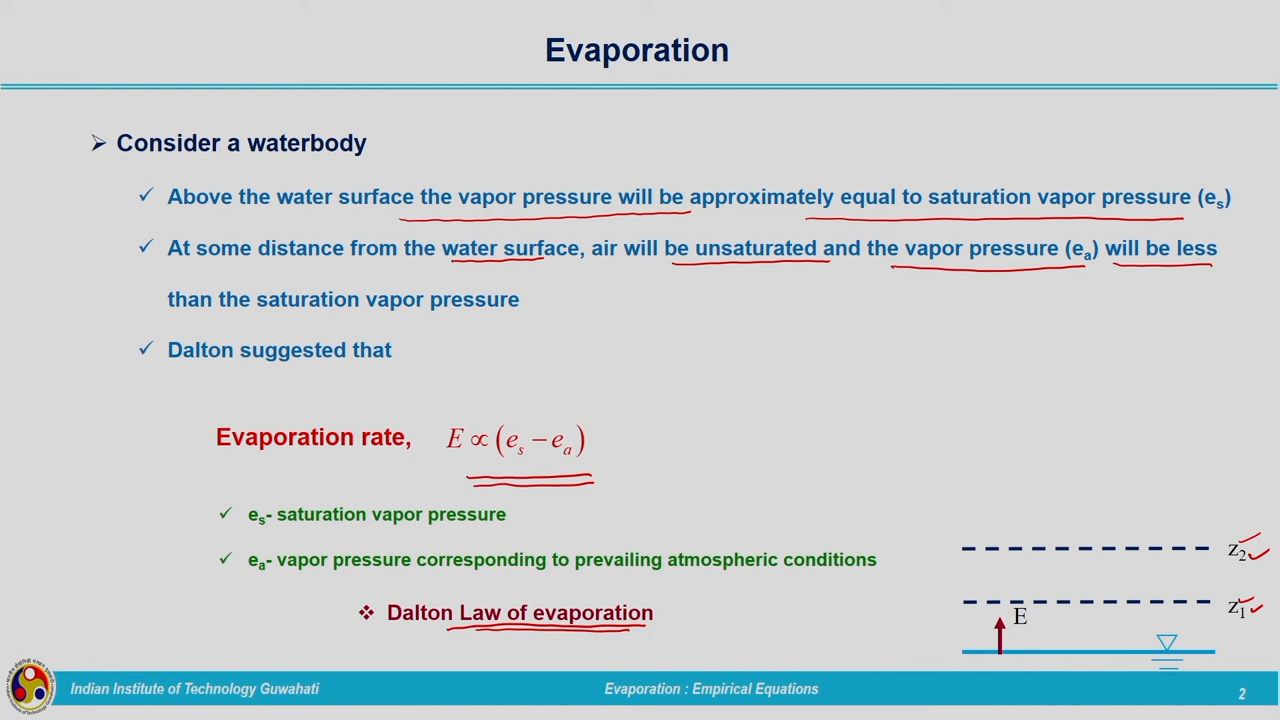 Evaporation
Consider a waterbody
Above the water surface the vapor pressure will be approximately equal to saturation vapor pressure (eₛ)
At some distance from the water surface, air will be unsaturated and the vapor pressure (eₐ) will be less
than the saturation vapor pressure
Dalton suggested that
Evaporation rate, E ∝ (eₛ − eₐ)
eₛ- saturation vapor pressure
eₐ- vapor pressure corresponding to prevailing atmospheric conditions
Dalton Law of evaporation
z₂
z₁
E
Indian Institute of Technology Guwahati
Evaporation : Empirical Equations
2